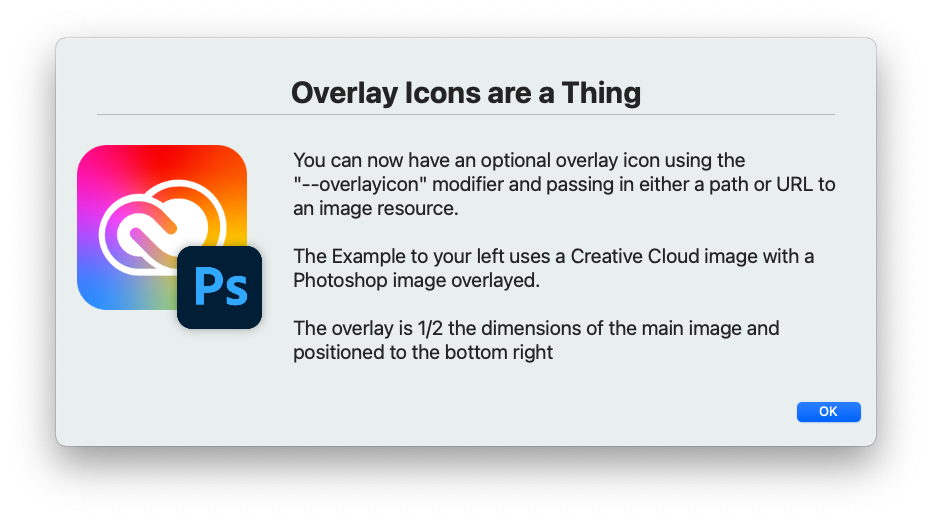 Overlay Icons are a Thing
You can now have an optional overlay icon using the
"--overlayicon" modifier and passing in either a path or URL to
an image resource.
The Example to your left uses a Creative Cloud image with a
Photoshop image overlayed.
Ps
The overlay is 1/2 the dimensions of the main image and
positioned to the bottom right
OK